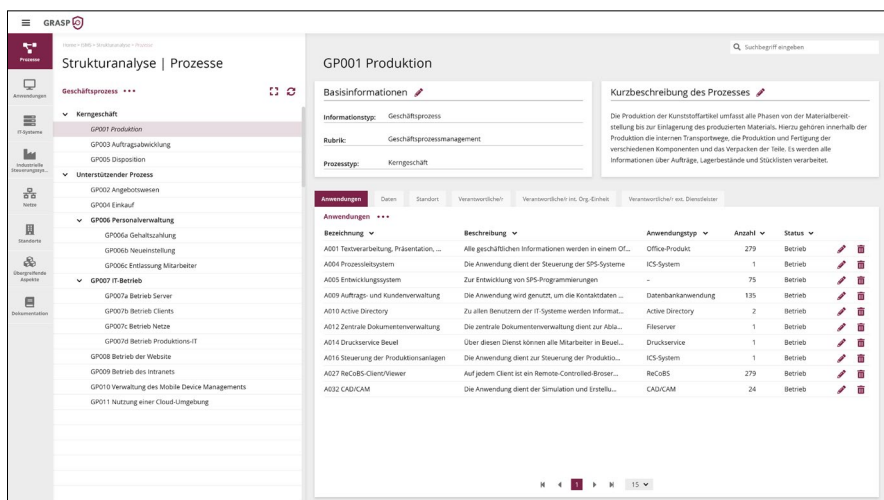 GRASP
Home > ISMS > Strukturanalyse > Prozesse
Suchbegriff eingeben
Prozesse
Anwendungen
IT-Systeme
Industrielle
Steuerungssys...
Netze
Standorte
Übergreifende
Aspekte
Dokumentation
Strukturanalyse | Prozesse
Geschäftsprozess
Kerngeschäft
GP001 Produktion
GP003 Auftragsabwicklung
GP005 Disposition
Unterstützender Prozess
GP002 Angebotswesen
GP004 Einkauf
GP006 Personalverwaltung
GP006a Gehaltszahlung
GP006b Neueinstellung
GP006c Entlassung Mitarbeiter
GP007 IT-Betrieb
GP007a Betrieb Server
GP007b Betrieb Clients
GP007c Betrieb Netze
GP007d Betrieb Produktions-IT
GP008 Betrieb der Website
GP009 Betrieb des Intranets
GP010 Verwaltung des Mobile Device Managements
GP011 Nutzung einer Cloud-Umgebung
GP001 Produktion
Basisinformationen
Informationstyp: Geschäftsprozess
Rubrik: Geschäftsprozessmanagement
Prozesstyp: Kerngeschäft
Kurzbeschreibung des Prozesses
Die Produktion der Kunststoffartikel umfasst alle Phasen von der Materialbereit-
stellung bis zur Einlagerung des produzierten Materials. Hierzu gehören innerhalb der
Produktion die internen Transportwege, die Produktion und Fertigung der
verschiedenen Komponenten und das Verpacken der Teile. Es werden alle
Informationen über Aufträge, Lagerbestände und Stücklisten verarbeitet.
Anwendungen Daten Standort Verantwortliche/r Verantwortliche/r int. Org.-Einheit Verantwortliche/r ext. Dienstleister
Anwendungen
Bezeichnung Beschreibung Anwendungstyp Anzahl Status
A001 Textverarbeitung, Präsentation, ... Alle geschäftlichen Informationen werden in einem Of... Office-Produkt 279 Betrieb
A004 Prozessleitsystem Die Anwendung dient der Steuerung der SPS-Systeme ICS-System 1 Betrieb
A005 Entwicklungssystem Zur Entwicklung von SPS-Programmierungen – 75 Betrieb
A009 Auftrags- und Kundenverwaltung Die Anwendung wird genutzt, um die Kontaktdaten ... Datenbankanwendung 135 Betrieb
A010 Active Directory Zu allen Benutzern der IT-Systeme werden Informat... Active Directory 2 Betrieb
A012 Zentrale Dokumentenverwaltung Die zentrale Dokumentenverwaltung dient zur Abla... Fileserver 1 Betrieb
A014 Druckservice Beuel Über diesen Dienst können alle Mitarbeiter in Beuel... Druckservice 1 Betrieb
A016 Steuerung der Produktionsanlagen Die Anwendung dient zur Steuerung der Produktio... ICS-System 1 Betrieb
A027 ReCoBS-Client/Viewer Auf jedem Client ist ein Remote-Controlled-Broser... ReCoBS 279 Betrieb
A032 CAD/CAM Die Anwendung dient der Simulation und Erstellu... CAD/CAM 24 Betrieb
1 15